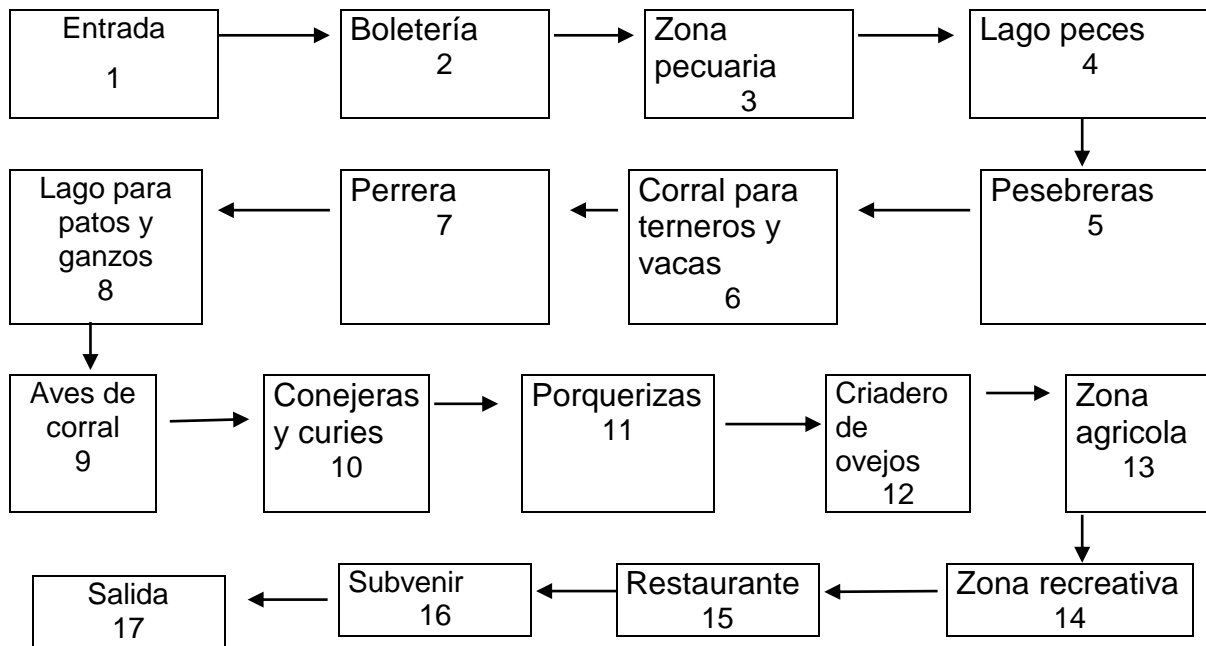 Entrada
1
Boletería
2
Zona
pecuaria
3
Lago peces
4
Pesebreras
5
Corral para
terneros y
vacas
6
Perrera
7
Lago para
patos y
ganzos
8
Aves de
corral
9
Conejeras
y curies
10
Porquerizas
11
Criadero
de
ovejos
12
Zona
agricola
13
Zona recreativa
14
Restaurante
15
Subvenir
16
Salida
17